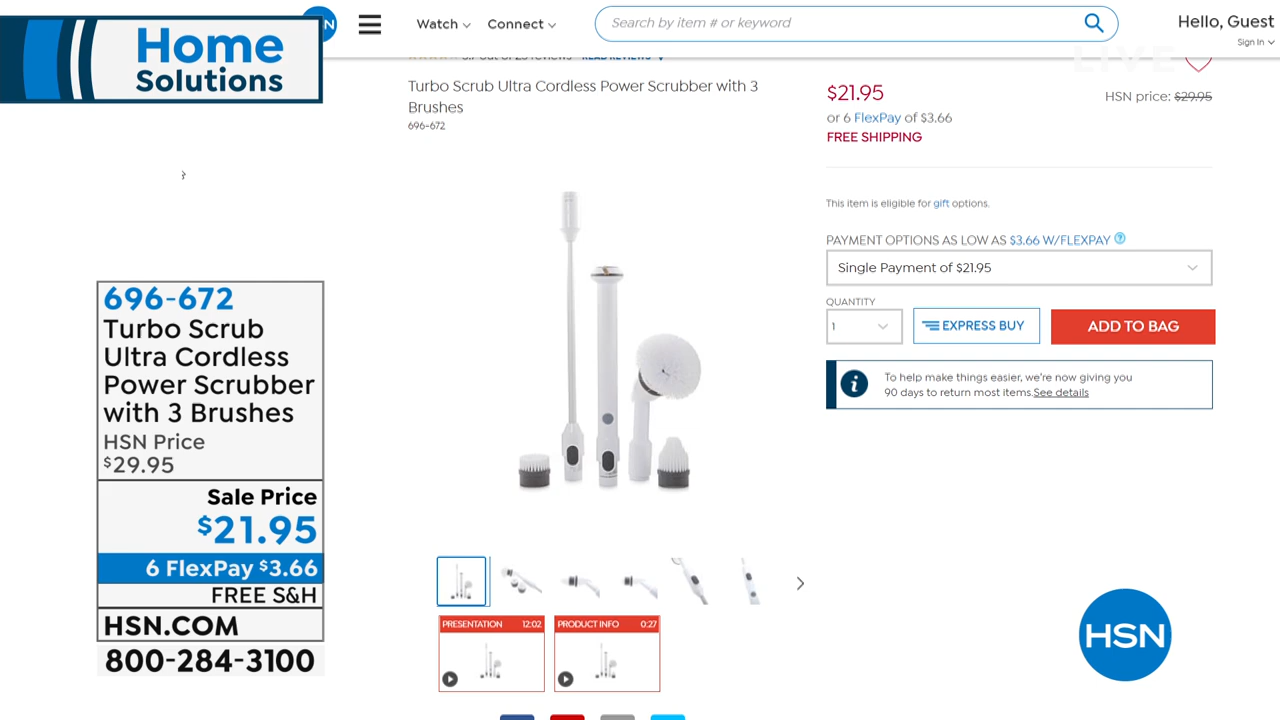 Home
Solutions
Watch
Connect
Search by item # or keyword
Hello, Guest
Sign In
LIVE
READ REVIEWS
Turbo Scrub Ultra Cordless Power Scrubber with 3
Brushes
696-672
$21.95
HSN price: $29.95
or 6 FlexPay of $3.66
FREE SHIPPING
This item is eligible for gift options.
PAYMENT OPTIONS AS LOW AS $3.66 W/FLEXPAY ?
Single Payment of $21.95
QUANTITY
1
EXPRESS BUY
ADD TO BAG
i
To help make things easier, we're now giving you
90 days to return most items.See details
696-672
Turbo Scrub
Ultra Cordless
Power Scrubber
with 3 Brushes
HSN Price
$29.95
Sale Price
$21.95
6 FlexPay $3.66
FREE S&H
HSN.COM
800-284-3100
PRESENTATION 12:02
PRODUCT INFO 0:27
HSN